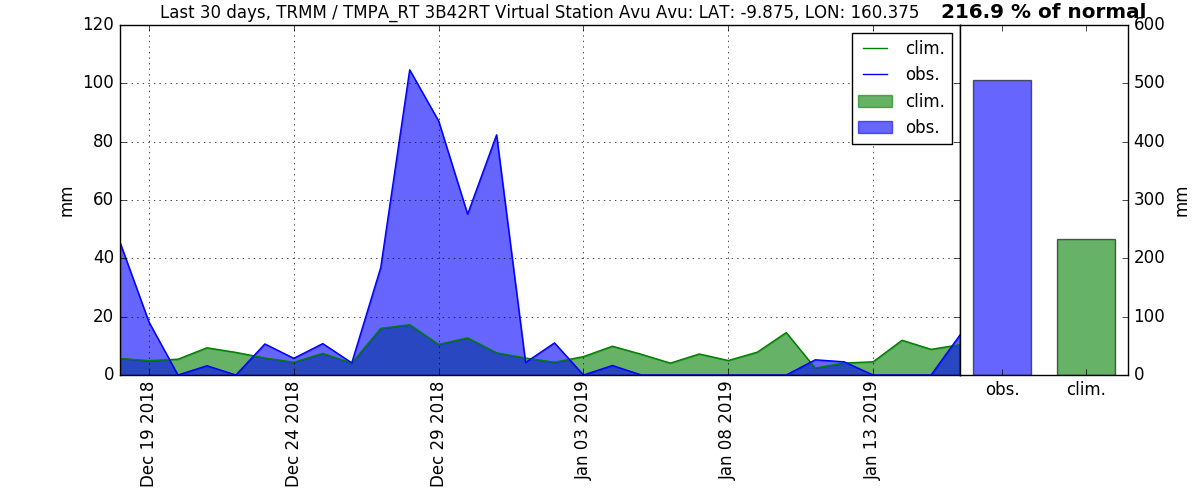 Last 30 days, TRMM / TMPA_RT 3B42RT Virtual Station Avu Avu: LAT: -9.875, LON: 160.375
216.9 % of normal
120
100
80
60
40
20
0
mm
clim.
obs.
clim.
obs.
600
500
400
300
200
100
0
mm
Dec 19 2018
Dec 24 2018
Dec 29 2018
Jan 03 2019
Jan 08 2019
Jan 13 2019
obs.
clim.